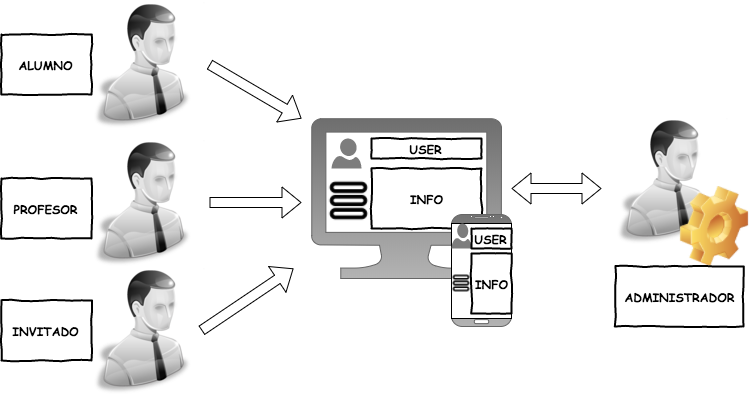 ALUMNO
PROFESOR
INVITADO
USER
INFO
USER
INFO
ADMINISTRADOR